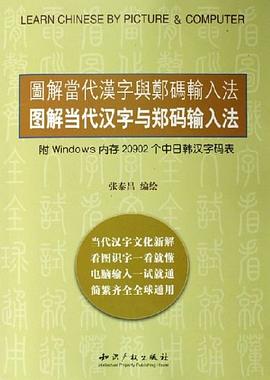 LEARN CHINESE BY PICTURE & COMPUTER
圖解當代漢字與鄭碼輸入法
图解当代汉字与郑码输入法
附 Windows 内存 20902 个中日韩汉字码表
张泰昌 编绘
当代汉字文化新解
看图识字一看就懂
电脑输入一试就通
简繁齐全全球通用
知识产权出版社
Intellectual Property Publishing House